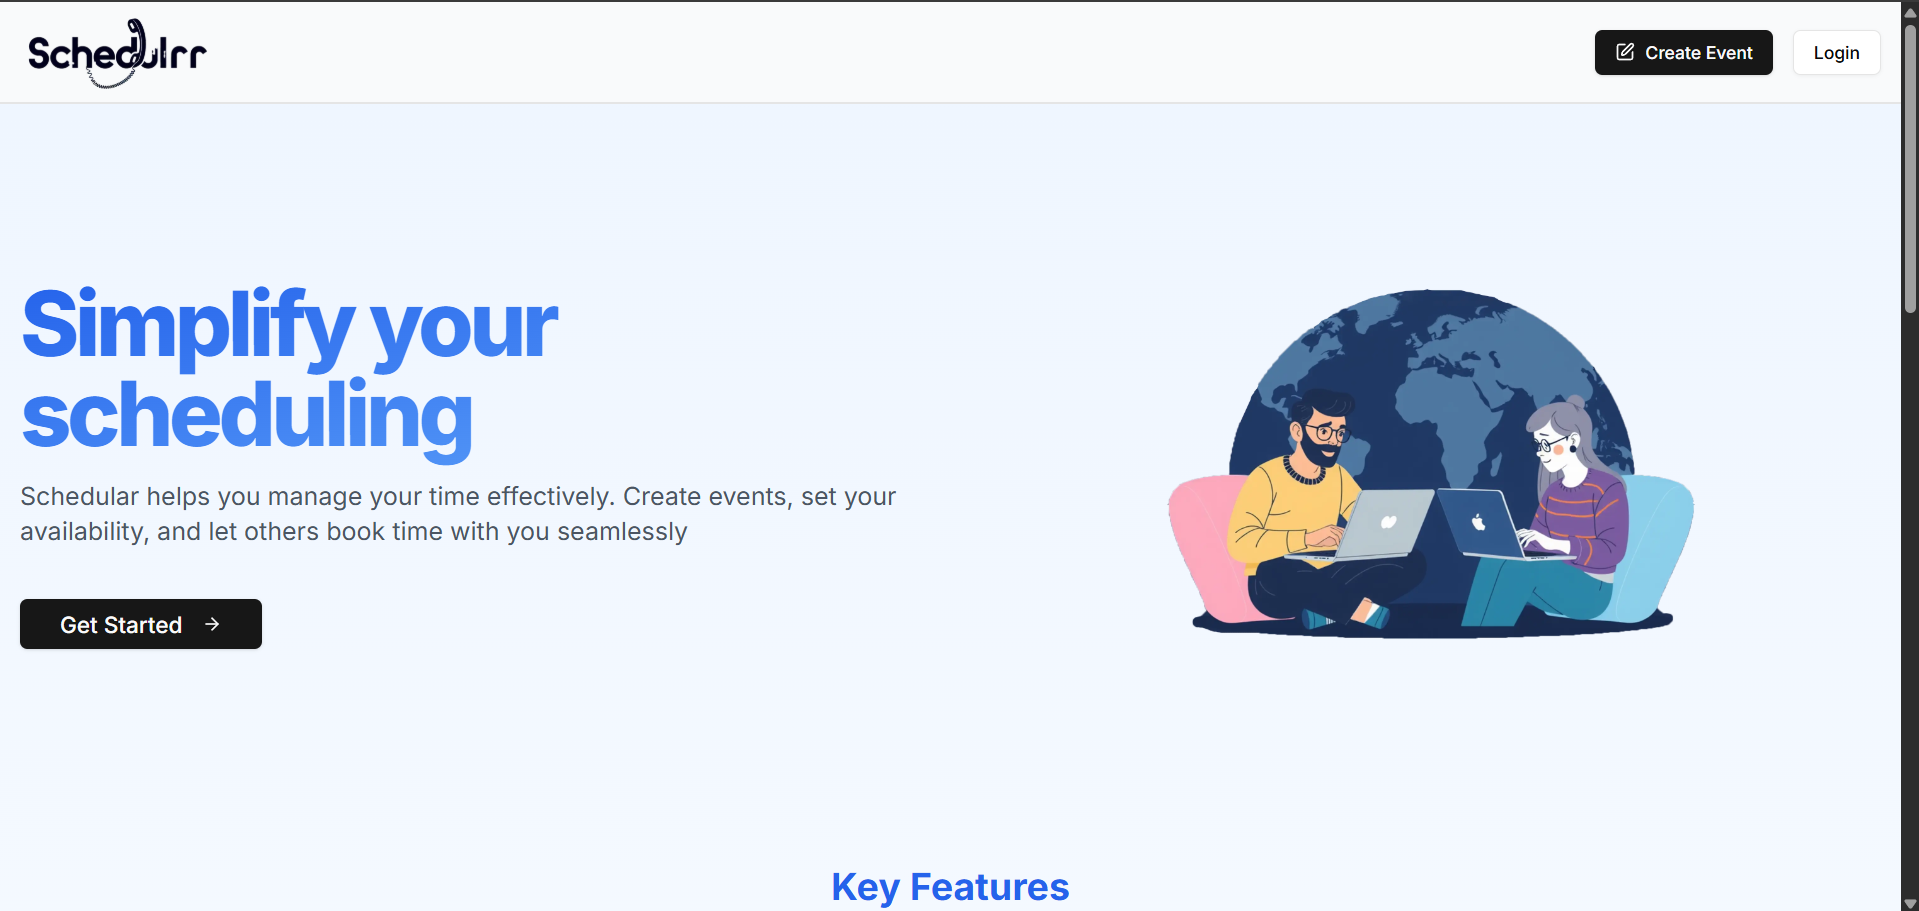 Schedulrr
Create Event
Login
Simplify your
scheduling
Schedular helps you manage your time effectively. Create events, set your
availability, and let others book time with you seamlessly
Get Started
Key Features